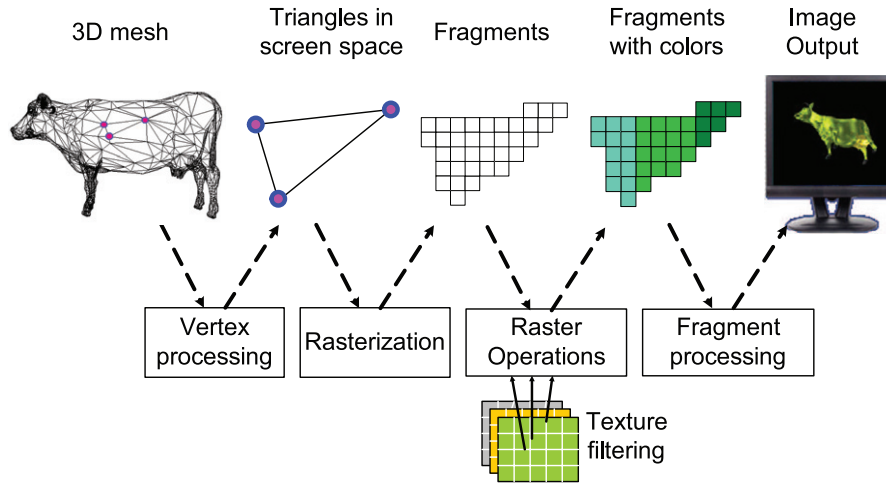 3D mesh
Triangles in
screen space
Fragments
Fragments
with colors
Image
Output
Vertex
processing
Rasterization
Raster
Operations
Fragment
processing
Texture
filtering